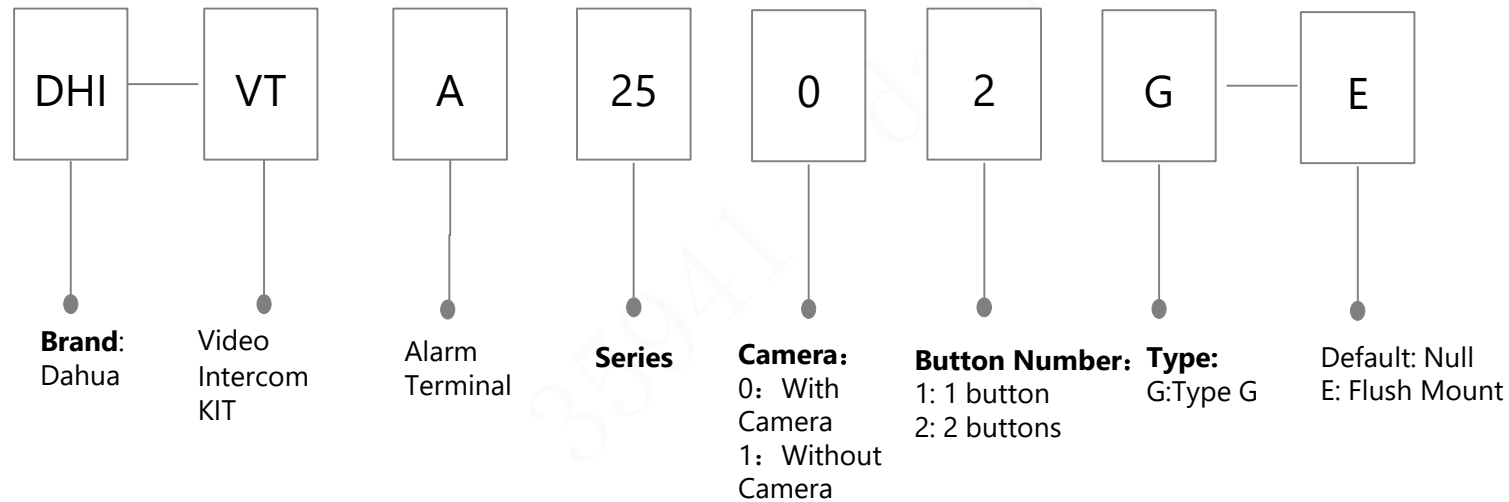 DHI VT A 25 0 2 G E
Brand:
Dahua
Video
Intercom
KIT
Alarm
Terminal
Series
Camera：
0：With
Camera
1：Without
Camera
Button Number：
1: 1 button
2: 2 buttons
Type:
G:Type G
Default: Null
E: Flush Mount
35941